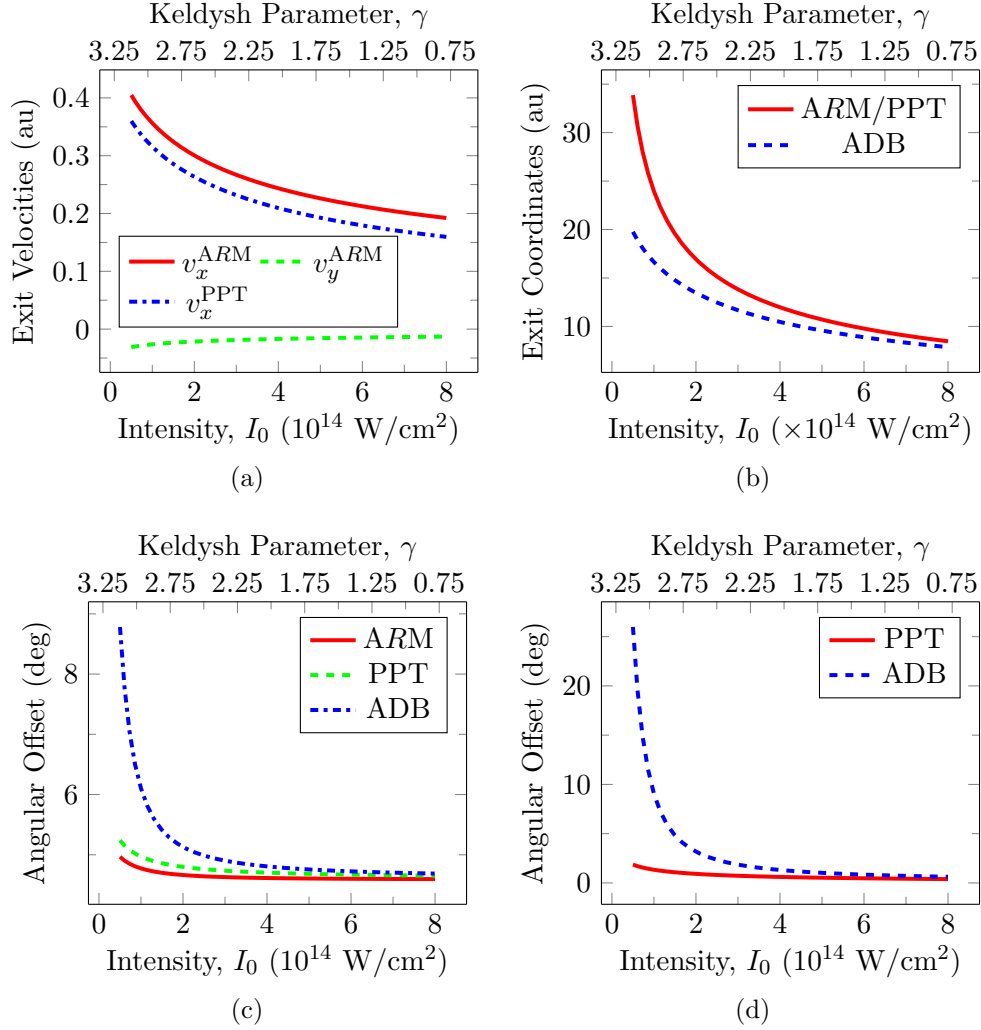 Keldysh Parameter, γ
3.25 2.75 2.25 1.75 1.25 0.75
Exit Velocities (au)
0.4
0.3
0.2
0.1
0
v_x^ARM v_y^ARM
v_x^PPT
0 2 4 6 8
Intensity, I_0 (10^14 W/cm^2)
(a)
3.25 2.75 2.25 1.75 1.25 0.75
Exit Coordinates (au)
30
20
10
ARM/PPT
ADB
0 2 4 6 8
Intensity, I_0 (×10^14 W/cm^2)
(b)
Keldysh Parameter, γ
3.25 2.75 2.25 1.75 1.25 0.75
Angular Offset (deg)
8
6
ARM
PPT
ADB
0 2 4 6 8
Intensity, I_0 (10^14 W/cm^2)
(c)
Keldysh Parameter, γ
3.25 2.75 2.25 1.75 1.25 0.75
Angular Offset (deg)
20
10
0
PPT
ADB
0 2 4 6 8
Intensity, I_0 (10^14 W/cm^2)
(d)